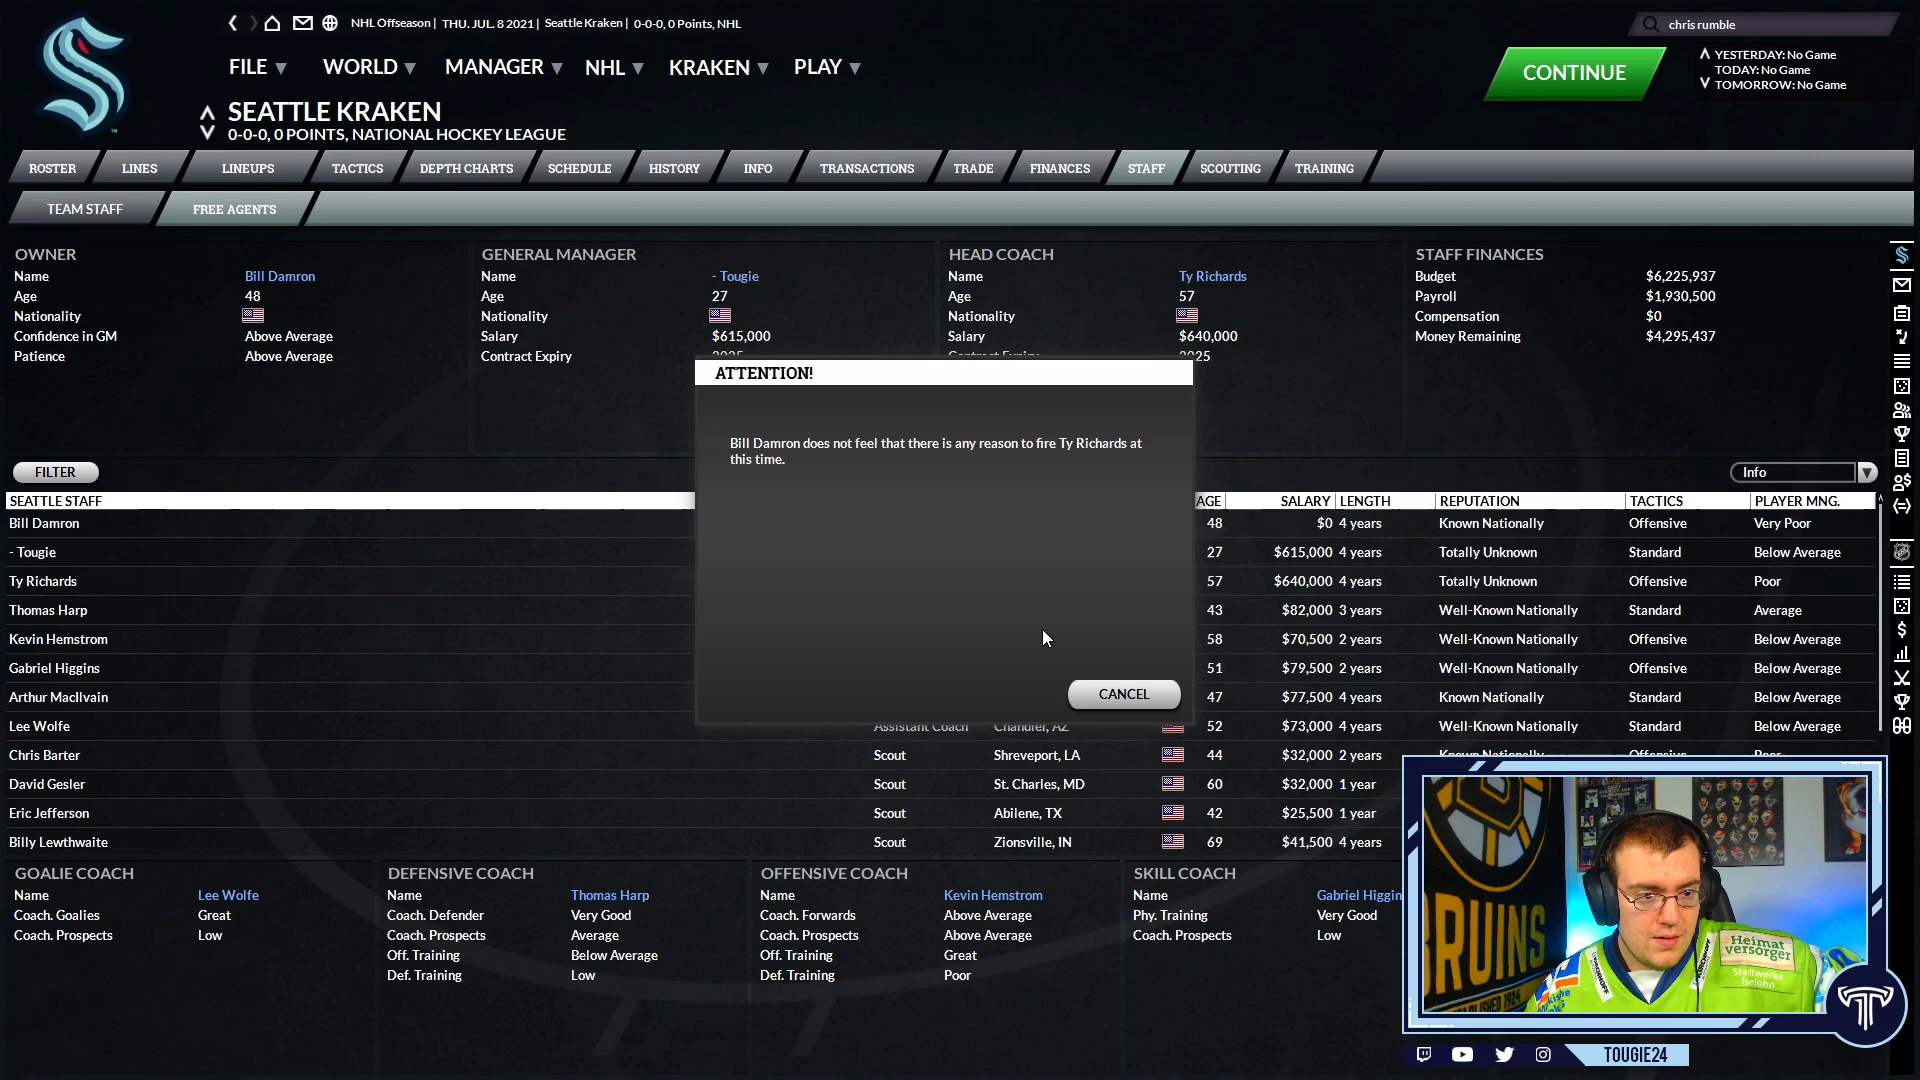 NHL Offseason | THU. JUL. 8 2021 | Seattle Kraken | 0-0-0, 0 Points, NHL
chris rumble
FILE WORLD MANAGER NHL KRAKEN PLAY
CONTINUE
YESTERDAY: No Game
TODAY: No Game
TOMORROW: No Game
SEATTLE KRAKEN
0-0-0, 0 POINTS, NATIONAL HOCKEY LEAGUE
ROSTER LINES LINEUPS TACTICS DEPTH CHARTS SCHEDULE HISTORY INFO TRANSACTIONS TRADE FINANCES STAFF SCOUTING TRAINING
TEAM STAFF FREE AGENTS
OWNER
Name Bill Damron
Age 48
Nationality
Confidence in GM Above Average
Patience Above Average
GENERAL MANAGER
Name - Tougie
Age 27
Nationality
Salary $615,000
Contract Expiry 2025
HEAD COACH
Name Ty Richards
Age 57
Nationality
Salary $640,000
Contract Expiry 2025
STAFF FINANCES
Budget $6,225,937
Payroll $1,930,500
Compensation $0
Money Remaining $4,295,437
ATTENTION!
Bill Damron does not feel that there is any reason to fire Ty Richards at
this time.
CANCEL
FILTER
Info
SEATTLE STAFF AGE SALARY LENGTH REPUTATION TACTICS PLAYER MNG.
Bill Damron 48 $0 4 years Known Nationally Offensive Very Poor
- Tougie 27 $615,000 4 years Totally Unknown Standard Below Average
Ty Richards 57 $640,000 4 years Totally Unknown Offensive Poor
Thomas Harp 43 $82,000 3 years Well-Known Nationally Standard Average
Kevin Hemstrom 58 $70,500 2 years Well-Known Nationally Offensive Below Average
Gabriel Higgins 51 $79,500 2 years Well-Known Nationally Offensive Below Average
Arthur MacIlvain 47 $77,500 4 years Known Nationally Standard Below Average
Lee Wolfe Assistant Coach Chandler, AZ 52 $73,000 4 years Well-Known Nationally Standard Below Average
Chris Barter Scout Shreveport, LA 44 $32,000 2 years Known Nationally Offensive Poor
David Gesler Scout St. Charles, MD 60 $32,000 1 year
Eric Jefferson Scout Abilene, TX 42 $25,500 1 year
Billy Lewthwaite Scout Zionsville, IN 69 $41,500 4 years
GOALIE COACH
Name Lee Wolfe
Coach. Goalies Great
Coach. Prospects Low
DEFENSIVE COACH
Name Thomas Harp
Coach. Defender Very Good
Coach. Prospects Average
Off. Training Below Average
Def. Training Low
OFFENSIVE COACH
Name Kevin Hemstrom
Coach. Forwards Above Average
Coach. Prospects Above Average
Off. Training Great
Def. Training Poor
SKILL COACH
Name Gabriel Higgin
Phy. Training Very Good
Coach. Prospects Low
BRUINS
Heimat
versorger
Stadtwerke
Iserlohn
TOUGIE24